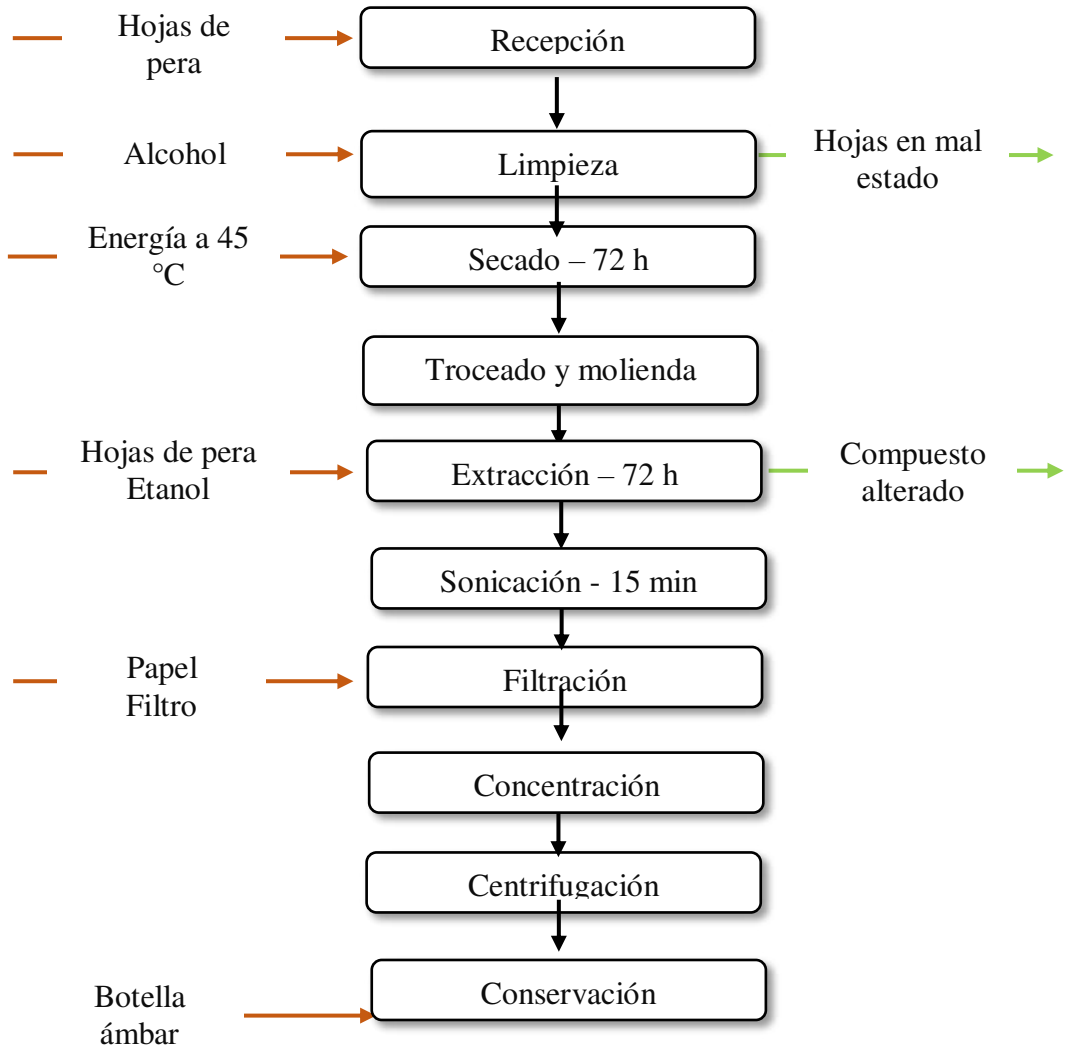 Hojas de
pera
Recepción
Alcohol
Limpieza
Hojas en mal
estado
Energía a 45
°C
Secado – 72 h
Troceado y molienda
Hojas de pera
Etanol
Extracción – 72 h
Compuesto
alterado
Sonicación - 15 min
Papel
Filtro
Filtración
Concentración
Centrifugación
Botella
ámbar
Conservación